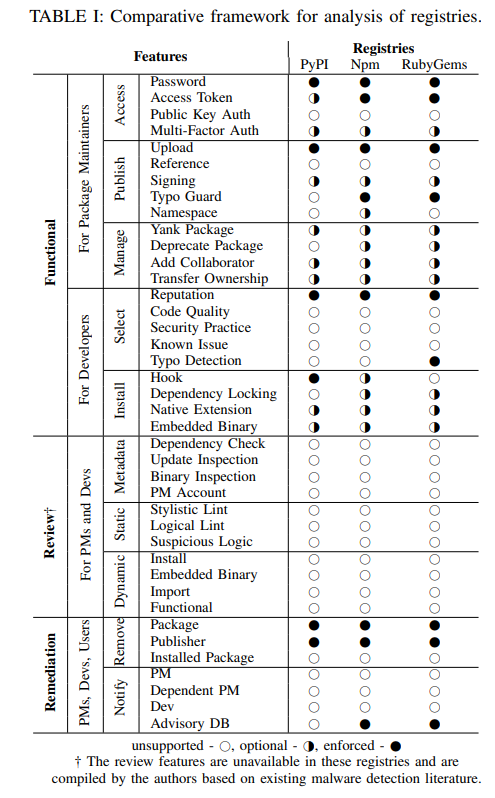 TABLE I: Comparative framework for analysis of registries.
Features Registries
PyPI Npm RubyGems
Functional
For Package Maintainers
Access
Password ● ● ●
Access Token ◑ ● ●
Public Key Auth ○ ○ ○
Multi-Factor Auth ◑ ◑ ◑
Publish
Upload ● ● ●
Reference ○ ○ ○
Signing ◑ ◑ ◑
Typo Guard ○ ● ●
Namespace ○ ◑ ○
Manage
Yank Package ◑ ◑ ◑
Deprecate Package ○ ◑ ◑
Add Collaborator ◑ ◑ ◑
Transfer Ownership ◑ ◑ ◑
For Developers
Select
Reputation ● ● ●
Code Quality ○ ○ ○
Security Practice ○ ○ ○
Known Issue ○ ○ ○
Typo Detection ○ ○ ●
Install
Hook ● ◑ ○
Dependency Locking ○ ◑ ◑
Native Extension ◑ ◑ ◑
Embedded Binary ◑ ◑ ◑
Review†
For PMs and Devs
Metadata
Dependency Check ○ ○ ○
Update Inspection ○ ○ ○
Binary Inspection ○ ○ ○
PM Account ○ ○ ○
Static
Stylistic Lint ○ ○ ○
Logical Lint ○ ○ ○
Suspicious Logic ○ ○ ○
Dynamic
Install ○ ○ ○
Embedded Binary ○ ○ ○
Import ○ ○ ○
Functional ○ ○ ○
Remediation
PMs, Devs, Users
Remove
Package ● ● ●
Publisher ● ● ●
Installed Package ○ ○ ○
Notify
PM ○ ○ ○
Dependent PM ○ ○ ○
Dev ○ ○ ○
Advisory DB ○ ● ●
unsupported - ○, optional - ◑, enforced - ●
† The review features are unavailable in these registries and are
compiled by the authors based on existing malware detection literature.